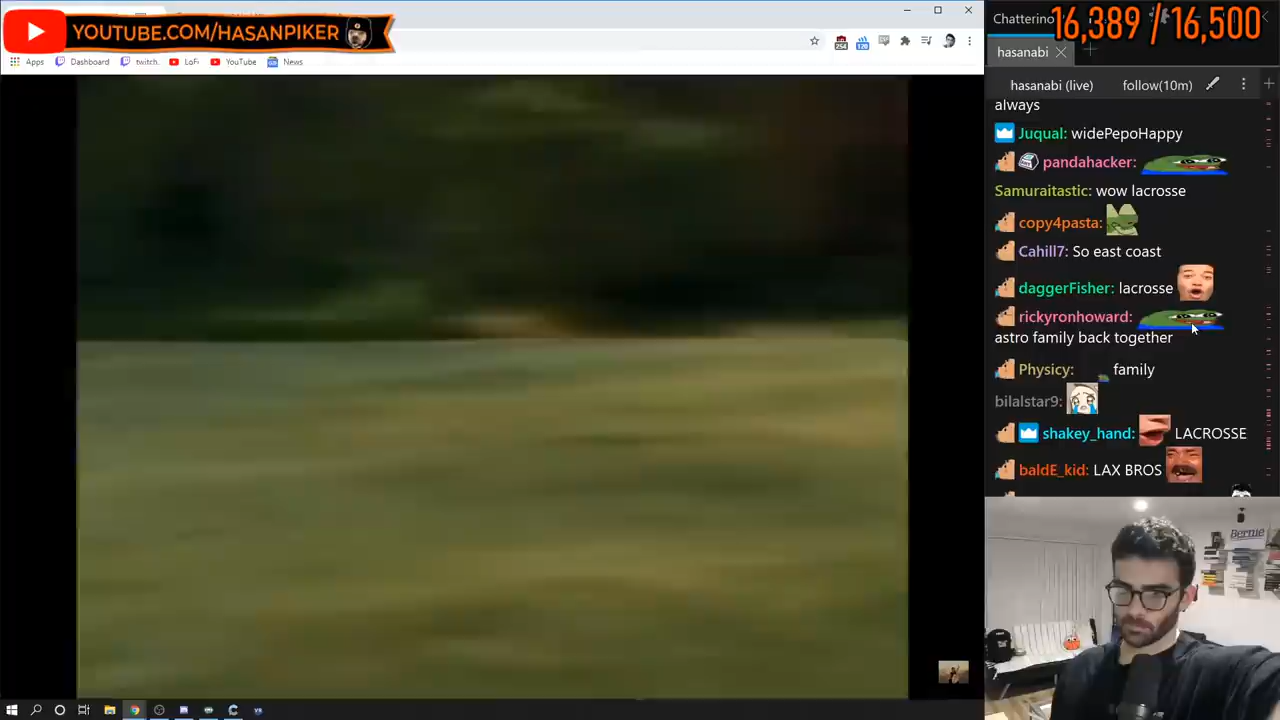 YOUTUBE.COM/HASANPIKER
Chatterino
16,389 / 16,500
Apps
Dashboard
twitch.
LoFi
YouTube
News
254
120
hasanabi
hasanabi (live)
follow(10m)
always
Juqual: widePepoHappy
pandahacker:
Samuraitastic: wow lacrosse
copy4pasta:
Cahill7: So east coast
daggerFisher: lacrosse
rickyronhoward:
astro family back together
Physicy: family
bilalstar9:
shakey_hand: LACROSSE
baldE_kid: LAX BROS
Bernie